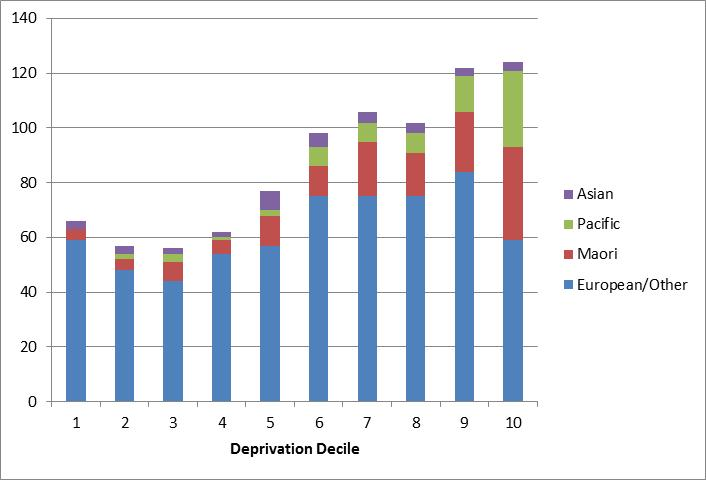 140
120
100
80
60
40
20
0
1 2 3 4 5 6 7 8 9 10
Deprivation Decile
Asian
Pacific
Maori
European/Other